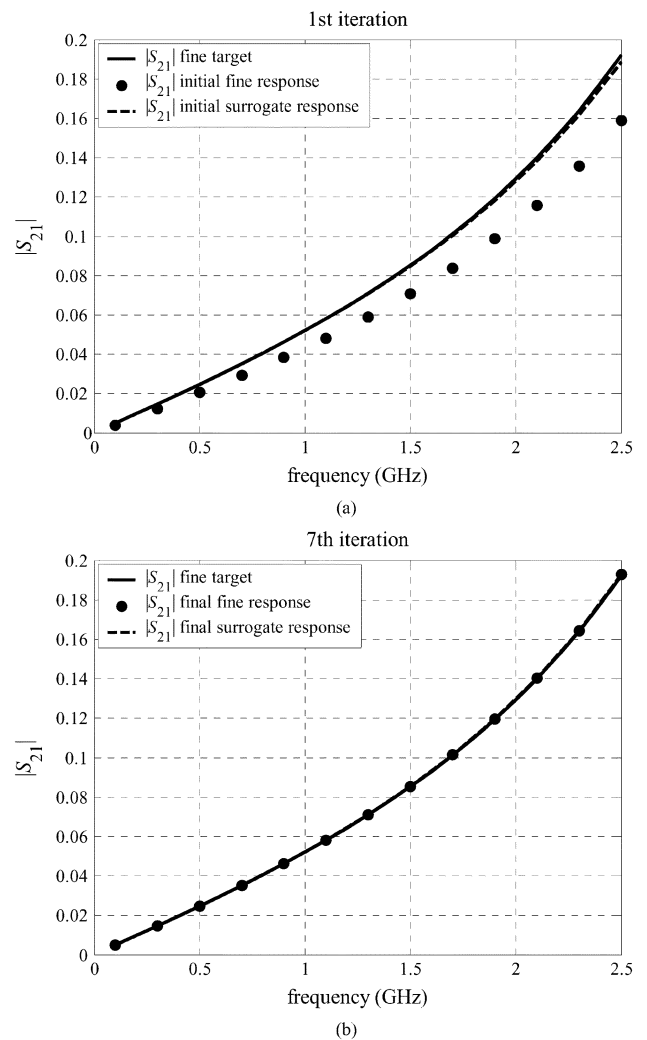 1st iteration
|S21| fine target
|S21| initial fine response
|S21| initial surrogate response
0.2
0.18
0.16
0.14
0.12
0.1
0.08
0.06
0.04
0.02
0
|S21|
0 0.5 1 1.5 2 2.5
frequency (GHz)
(a)
7th iteration
|S21| fine target
|S21| final fine response
|S21| final surrogate response
0.2
0.18
0.16
0.14
0.12
0.1
0.08
0.06
0.04
0.02
0
|S21|
0 0.5 1 1.5 2 2.5
frequency (GHz)
(b)